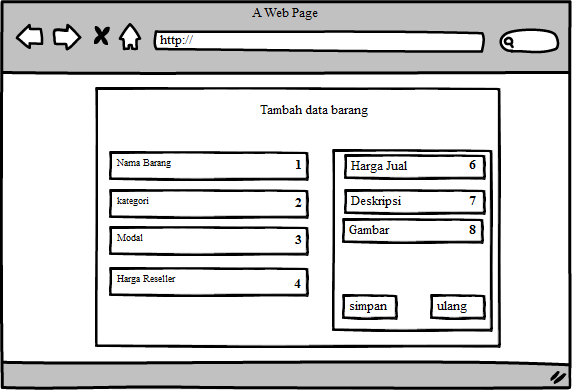 A Web Page
http://
Tambah data barang
Nama Barang 1
kategori 2
Modal 3
Harga Reseller 4
Harga Jual 6
Deskripsi 7
Gambar 8
simpan ulang